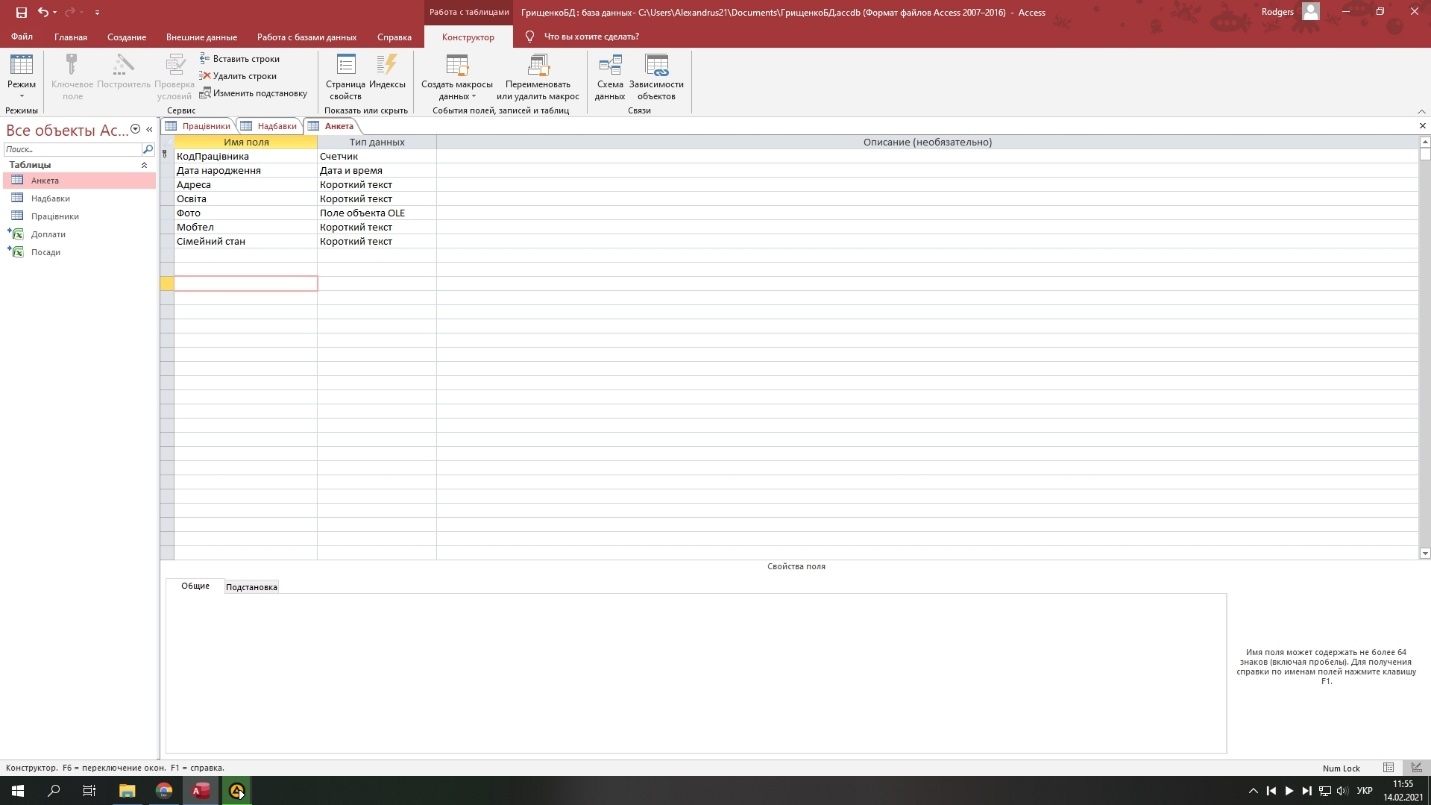 Работа с таблицами
ГрищенкоБД : база данных- C:\Users\Alexandrus21\Documents\ГрищенкоБД.accdb (Формат файлов Access 2007–2016)  -  Access
Rodgers
Файл
Главная
Создание
Внешние данные
Работа с базами данных
Справка
Конструктор
Что вы хотите сделать?
Режим
Ключевое поле
Построитель
Проверка условий
Вставить строки
Удалить строки
Изменить подстановку
Страница свойств
Индексы
Создать макросы данных
Переименовать или удалить макрос
Схема данных
Зависимости объектов
Режимы
Сервис
Показать или скрыть
События полей, записей и таблиц
Связи
Все объекты Ac...
Поиск...
Таблицы
Анкета
Надбавки
Працівники
Доплати
Посади
Працівники
Надбавки
Анкета
Имя поля
Тип данных
Описание (необязательно)
КодПрацівника
Счетчик
Дата народження
Дата и время
Адреса
Короткий текст
Освіта
Короткий текст
Фото
Поле объекта OLE
Мобтел
Короткий текст
Сімейний стан
Короткий текст
Свойства поля
Общие
Подстановка
Имя поля может содержать не более 64
знаков (включая пробелы). Для получения
справки по именам полей нажмите клавишу
F1.
Конструктор.  F6 = переключение окон.  F1 = справка.
Num Lock
УКР
11:55
14.02.2021